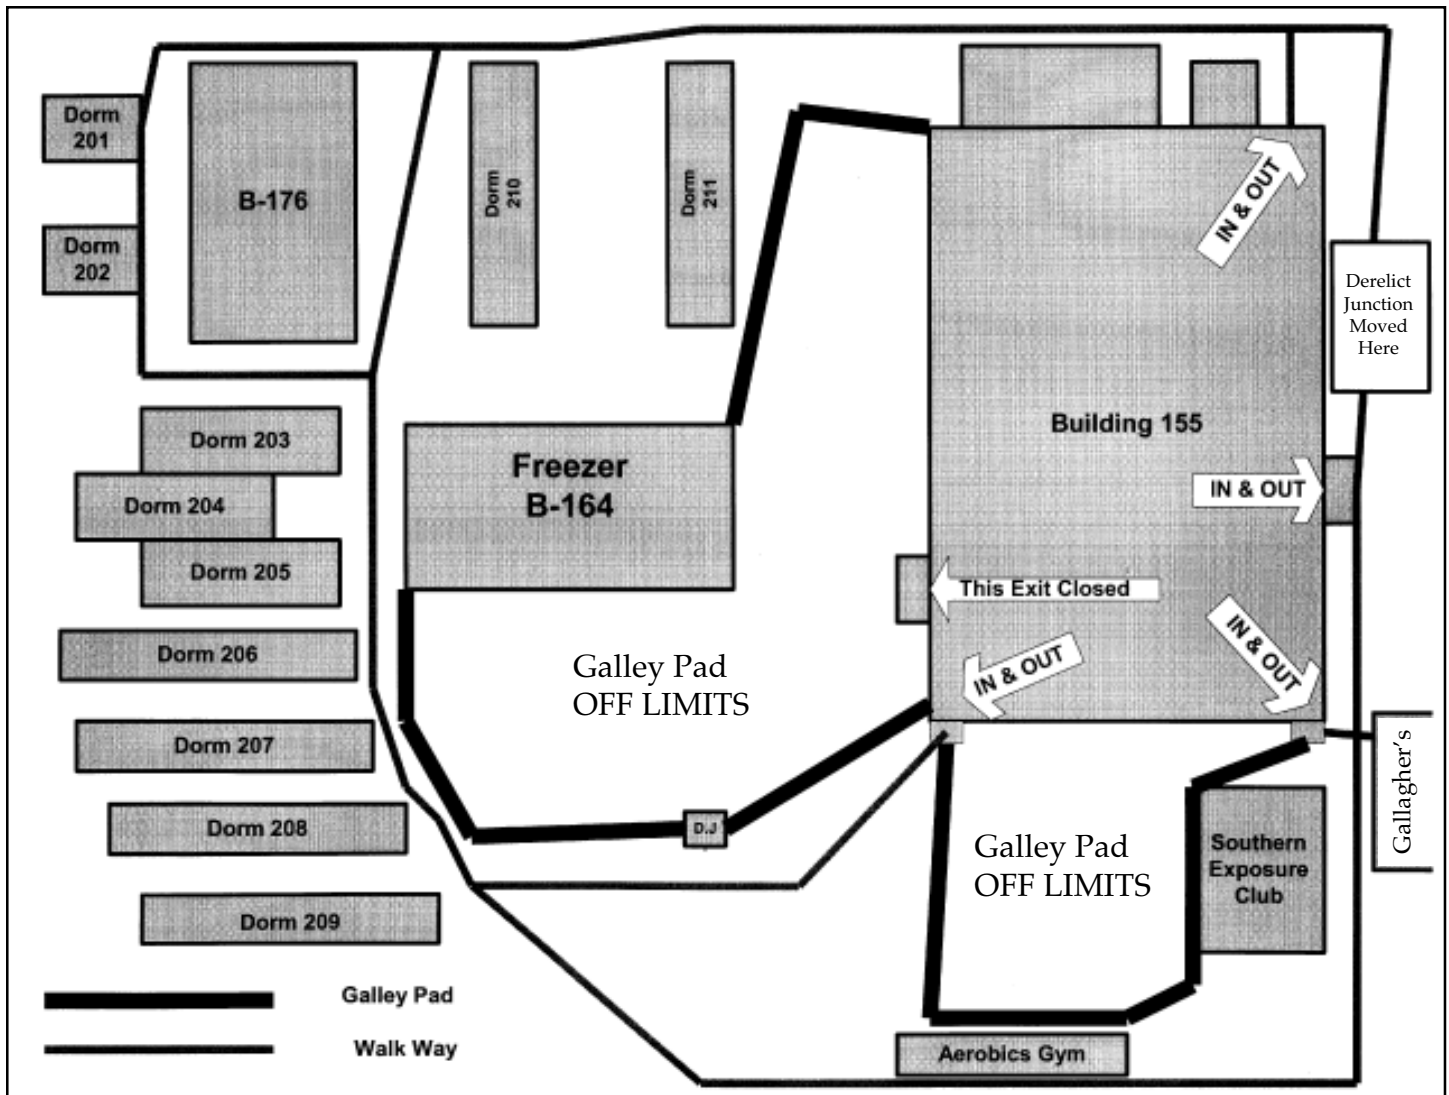 Dorm
201
Dorm
202
B-176
Dorm
210
Dorm
211
IN & OUT
Derelict
Junction
Moved
Here
Building 155
Dorm 203
Dorm 204
Dorm 205
Freezer
B-164
IN & OUT
This Exit Closed
Dorm 206
Galley Pad
OFF LIMITS
IN & OUT
IN & OUT
Dorm 207
Gallagher's
Dorm 208
D.J
Galley Pad
OFF LIMITS
Southern
Exposure
Club
Dorm 209
Galley Pad
Walk Way
Aerobics Gym